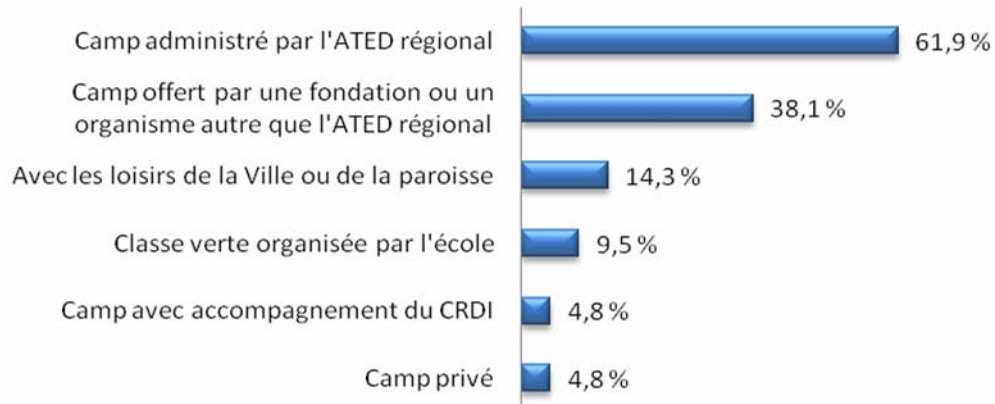 Camp administré par l'ATED régional
61,9 %
Camp offert par une fondation ou un
organisme autre que l'ATED régional
38,1 %
Avec les loisirs de la Ville ou de la paroisse
14,3 %
Classe verte organisée par l'école
9,5 %
Camp avec accompagnement du CRDI
4,8 %
Camp privé
4,8 %